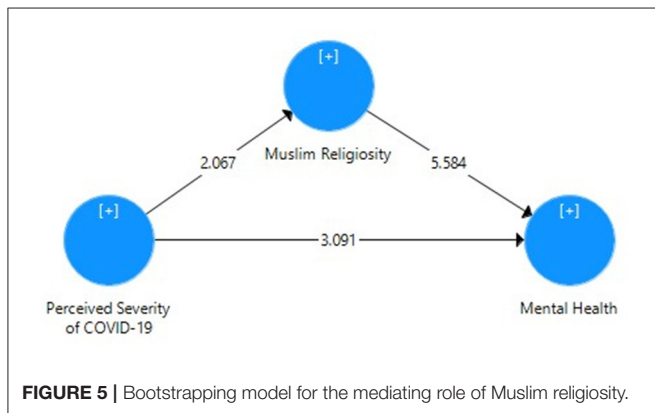 [+]
Muslim Religiosity
2.067
5.584
[+]
3.091
[+]
Perceived Severity
of COVID-19
Mental Health
FIGURE 5 | Bootstrapping model for the mediating role of Muslim religiosity.